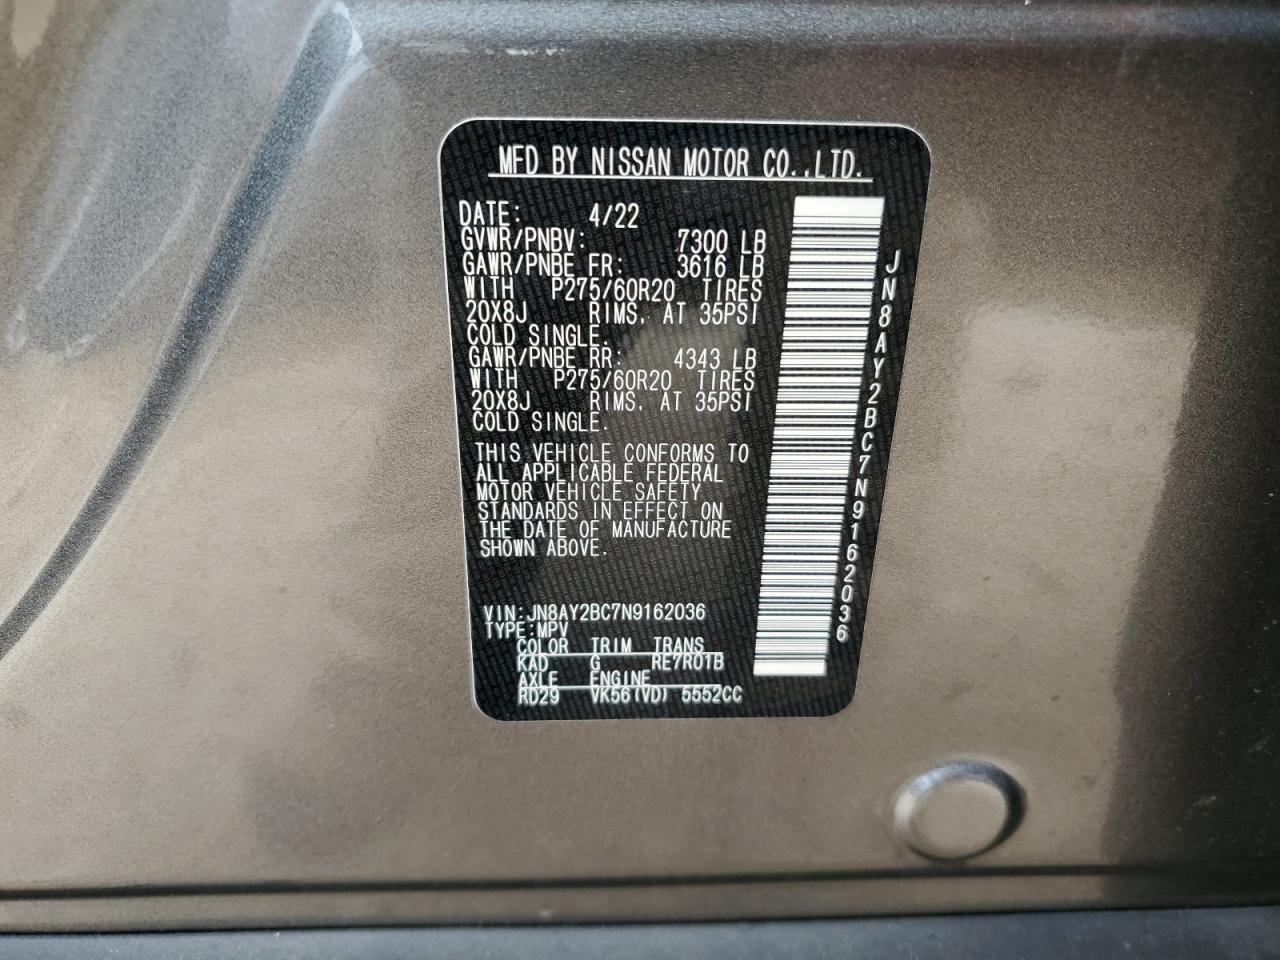 MFD BY NISSAN MOTOR CO.,LTD.
DATE: 4/22
GVWR/PNBV: 7300 LB
GAWR/PNBE FR: 3616 LB
WITH P275/60R20 TIRES
20X8J RIMS, AT 35PSI
COLD SINGLE.
GAWR/PNBE RR: 4343 LB
WITH P275/60R20 TIRES
20X8J RIMS, AT 35PSI
COLD SINGLE.
THIS VEHICLE CONFORMS TO
ALL APPLICABLE FEDERAL
MOTOR VEHICLE SAFETY
STANDARDS IN EFFECT ON
THE DATE OF MANUFACTURE
SHOWN ABOVE.
VIN:JN8AY2BC7N9162036
TYPE:MPV
COLOR TRIM TRANS
KAD G RE7R01B
AXLE ENGINE
RD29 VK56(VD) 5552CC
JN8AY2BC7N9162036